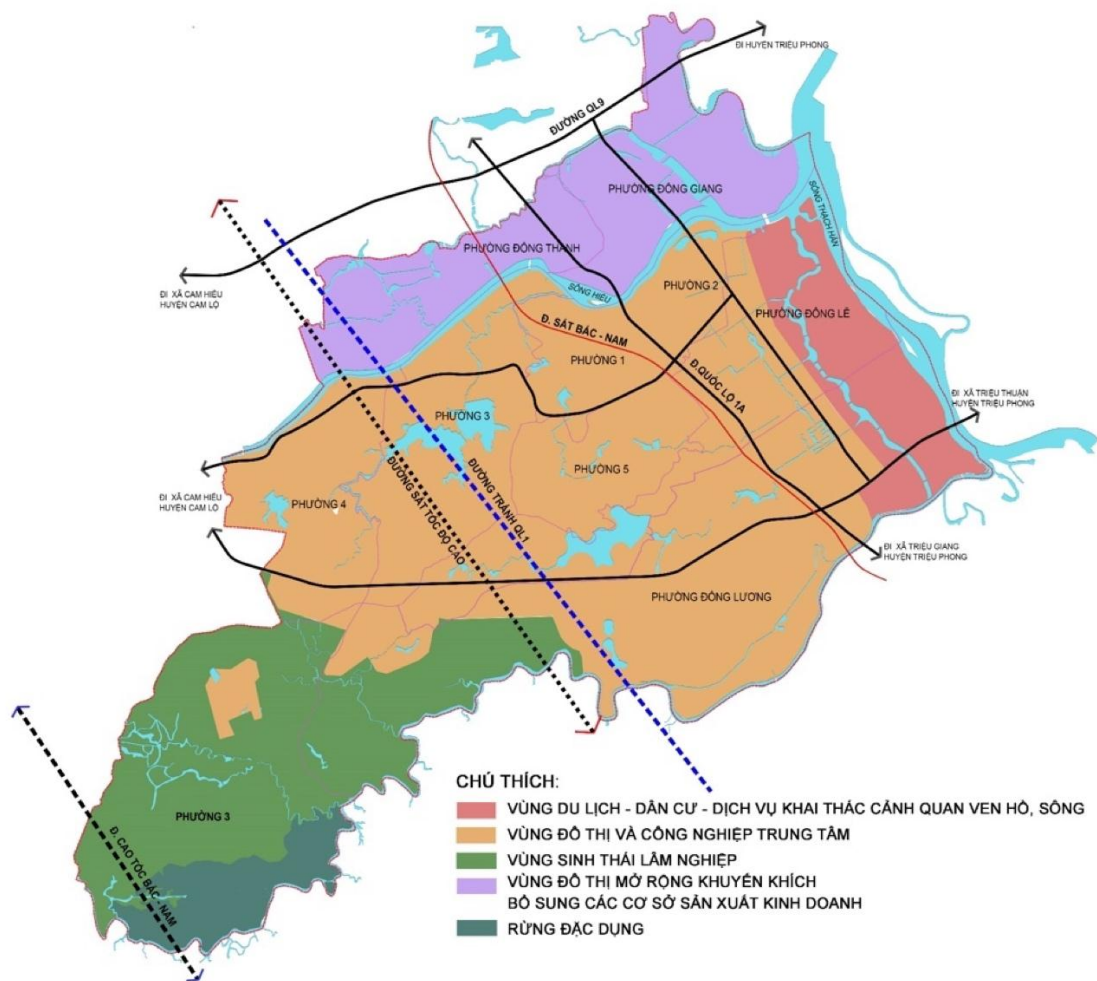 ĐI HUYỆN TRIỆU PHONG
ĐƯỜNG QL9
PHƯỜNG ĐÔNG GIANG
SÔNG THẠCH HÃN
PHƯỜNG ĐÔNG THANH
ĐI XÃ CAM HIẾU
HUYỆN CAM LỘ
SÔNG HIẾU
PHƯỜNG 2
PHƯỜNG ĐÔNG LỄ
Đ. SẮT BẮC - NAM
PHƯỜNG 1
Đ.QUỐC LỘ 1A
ĐI XÃ TRIỆU THUẬN
HUYỆN TRIỆU PHONG
PHƯỜNG 3
PHƯỜNG 5
ĐƯỜNG TRÁNH QL1
ĐƯỜNG SẮT TỐC ĐỘ CAO
ĐI XÃ CAM HIẾU
HUYỆN CAM LỘ
PHƯỜNG 4
ĐI XÃ TRIỆU GIANG
HUYỆN TRIỆU PHONG
PHƯỜNG ĐÔNG LƯƠNG
PHƯỜNG 3
Đ. CAO TỐC BẮC - NAM
CHÚ THÍCH:
VÙNG DU LỊCH - DÂN CƯ - DỊCH VỤ KHAI THÁC CẢNH QUAN VEN HỒ, SÔNG
VÙNG ĐÔ THỊ VÀ CÔNG NGHIỆP TRUNG TÂM
VÙNG SINH THÁI LÂM NGHIỆP
VÙNG ĐÔ THỊ MỞ RỘNG KHUYẾN KHÍCH
BỔ SUNG CÁC CƠ SỞ SẢN XUẤT KINH DOANH
RỪNG ĐẶC DỤNG